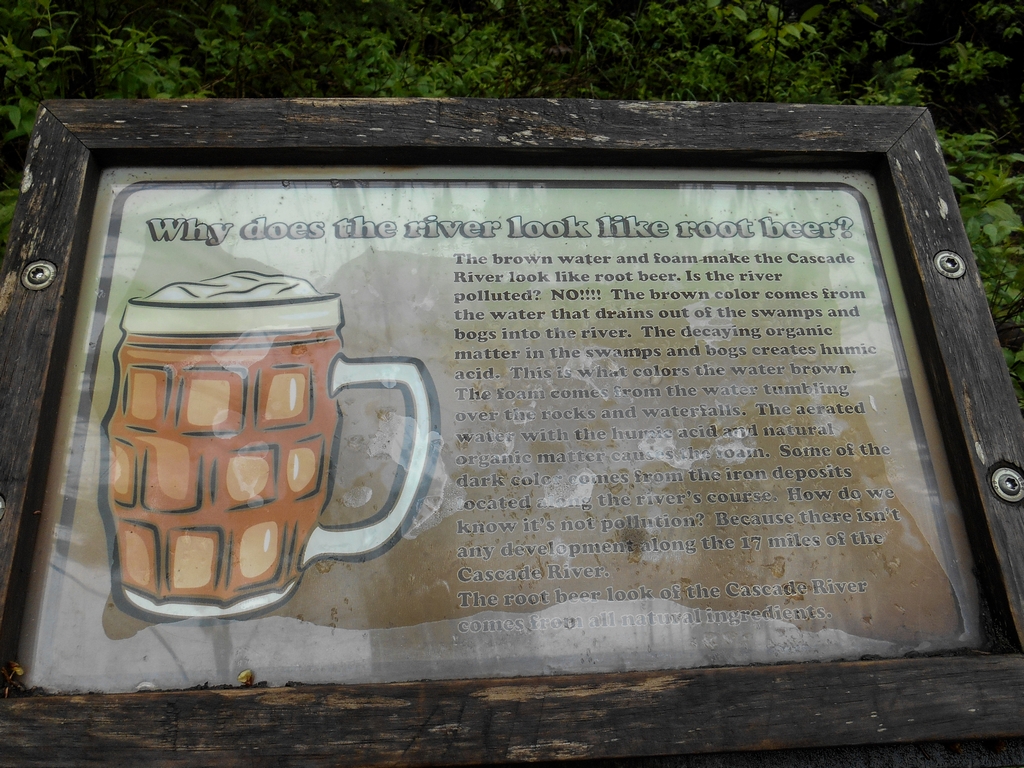 Why does the river look like root beer?
The brown water and foam make the Cascade
River look like root beer. Is the river
polluted? NO!!!! The brown color comes from
the water that drains out of the swamps and
bogs into the river. The decaying organic
matter in the swamps and bogs creates humic
acid. This is what colors the water brown.
The foam comes from the water tumbling
over the rocks and waterfalls. The aerated
water with the humic acid and natural
organic matter causes the foam. Some of the
dark color comes from the iron deposits
located along the river's course. How do we
know it's not pollution? Because there isn't
any development along the 17 miles of the
Cascade River.
The root beer look of the Cascade River
comes from all natural ingredients.